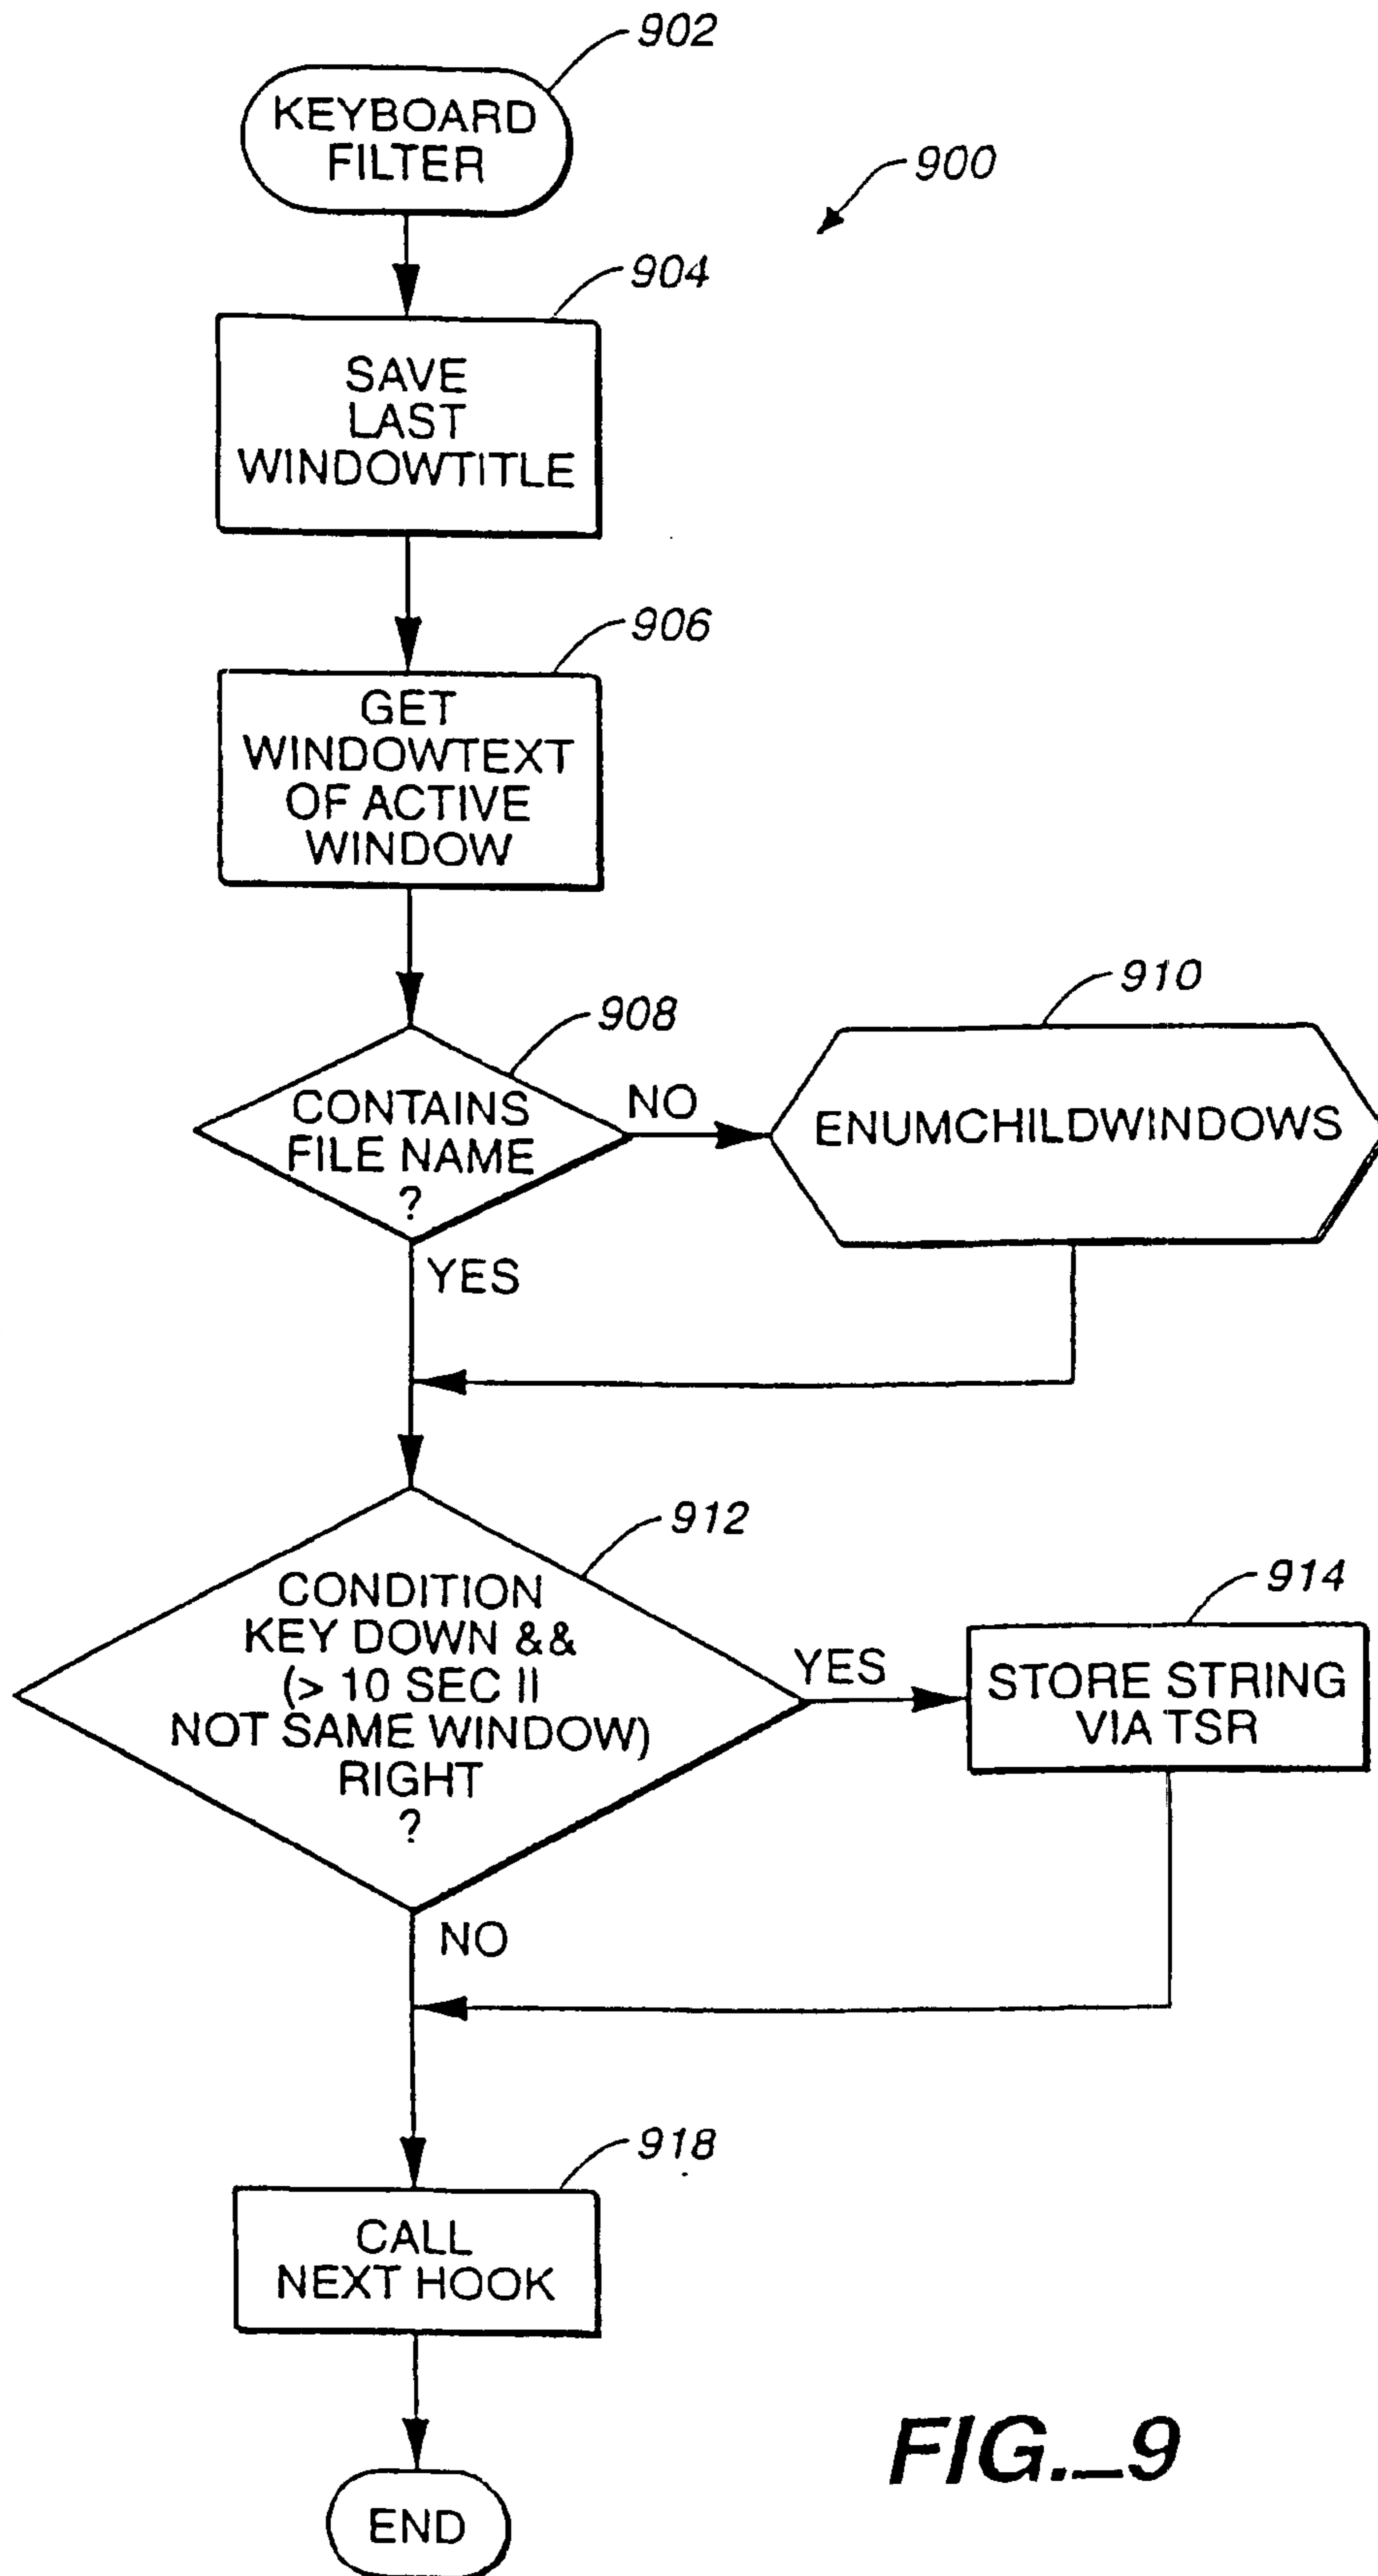 902
KEYBOARD
FILTER
900
904
SAVE
LAST
WINDOWTITLE
906
GET
WINDOWTEXT
OF ACTIVE
WINDOW
908
910
CONTAINS
FILE NAME
?
NO
ENUMCHILDWINDOWS
YES
912
CONDITION
KEY DOWN &&
(> 10 SEC II
NOT SAME WINDOW)
RIGHT
?
YES
914
STORE STRING
VIA TSR
NO
918
CALL
NEXT HOOK
END
FIG._9